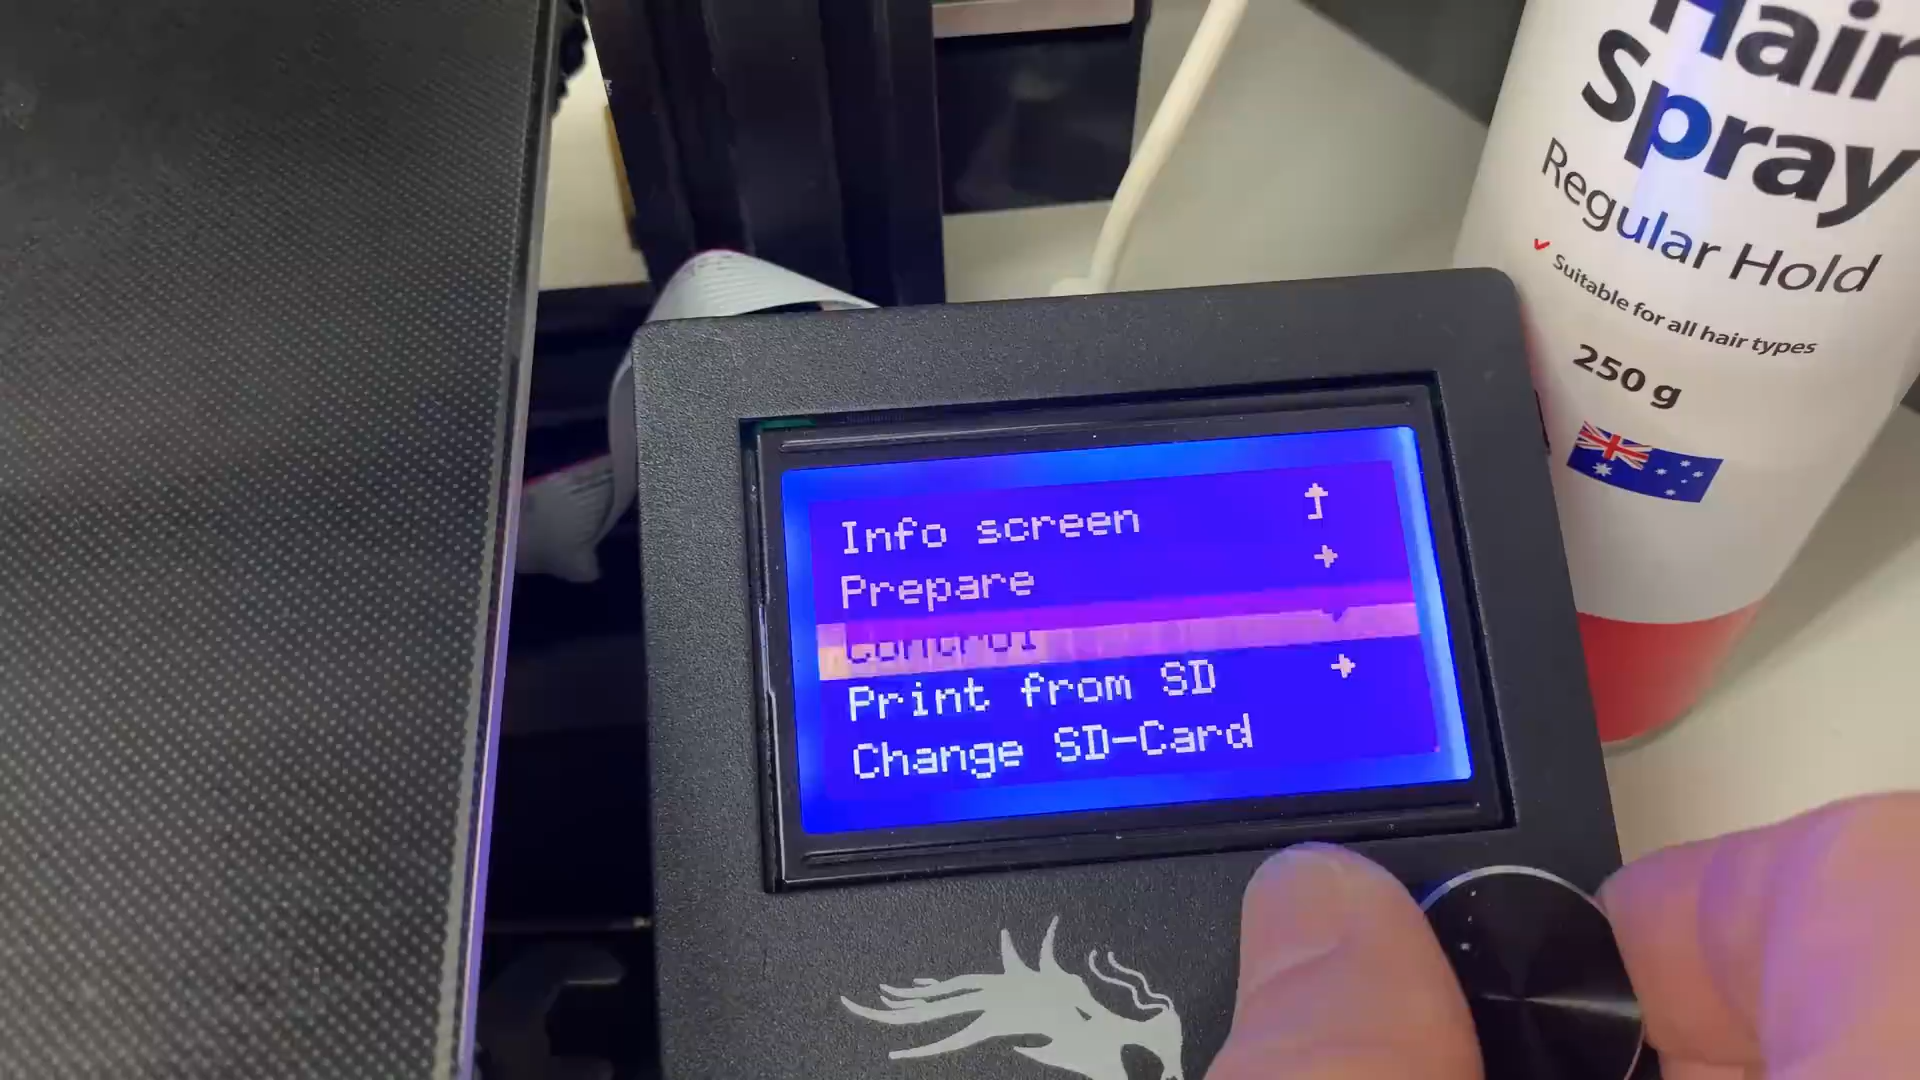 Hair
Spray
Regular Hold
Suitable for all hair types
250 g
Info screen
Prepare
Control
Print from SD
Change SD-Card